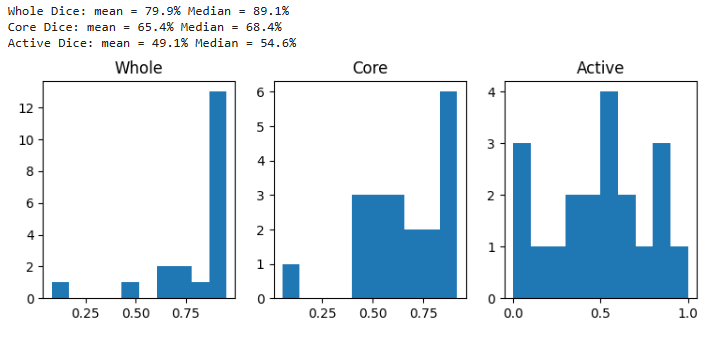 Whole Dice: mean = 79.9% Median = 89.1%
Core Dice: mean = 65.4% Median = 68.4%
Active Dice: mean = 49.1% Median = 54.6%
Whole
12
10
8
6
4
2
0
0.25 0.50 0.75
Core
6
5
4
3
2
1
0
0.25 0.50 0.75
Active
4
3
2
1
0
0.0 0.5 1.0